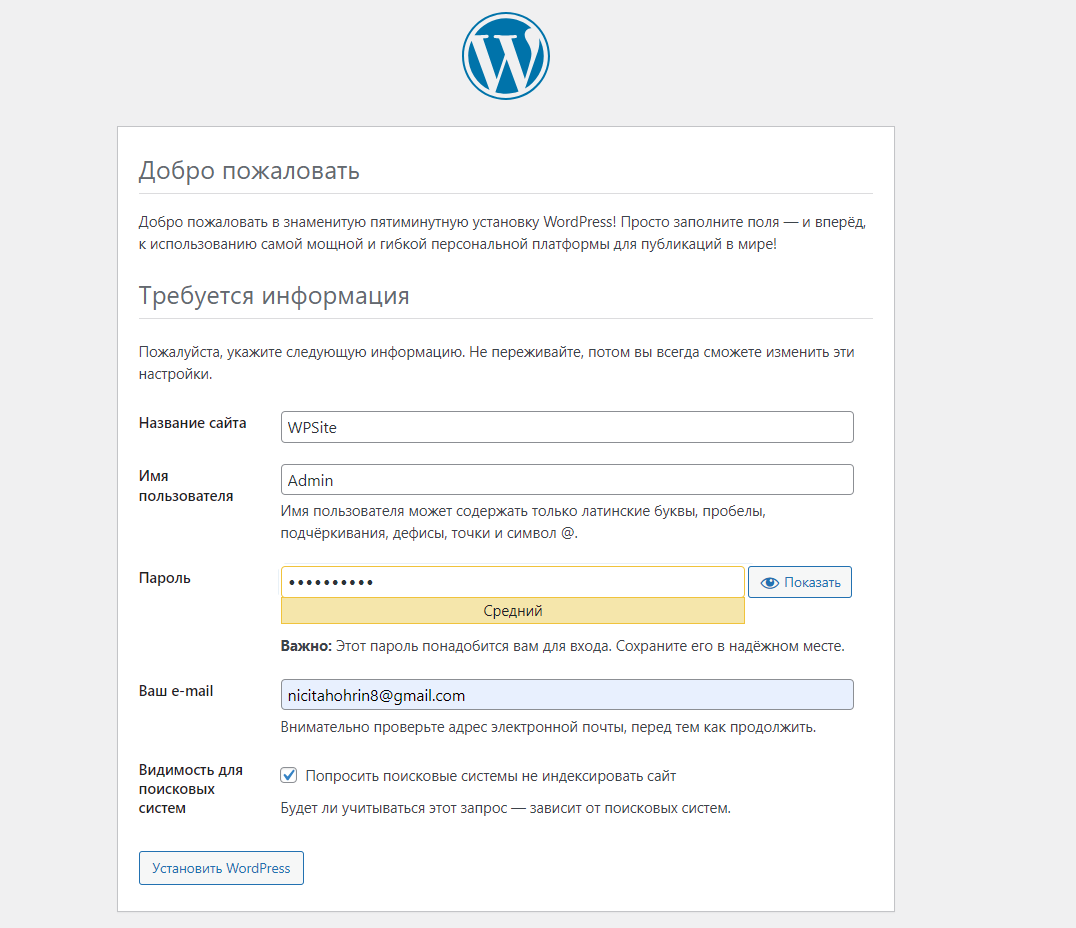 Добро пожаловать
Добро пожаловать в знаменитую пятиминутную установку WordPress! Просто заполните поля — и вперёд,
к использованию самой мощной и гибкой персональной платформы для публикаций в мире!
Требуется информация
Пожалуйста, укажите следующую информацию. Не переживайте, потом вы всегда сможете изменить эти
настройки.
Название сайта
WPSite
Имя
пользователя
Admin
Имя пользователя может содержать только латинские буквы, пробелы,
подчёркивания, дефисы, точки и символ @.
Пароль
••••••••••
Показать
Средний
Важно: Этот пароль понадобится вам для входа. Сохраните его в надёжном месте.
Ваш e-mail
nicitahohrin8@gmail.com
Внимательно проверьте адрес электронной почты, перед тем как продолжить.
Видимость для
поисковых
систем
Попросить поисковые системы не индексировать сайт
Будет ли учитываться этот запрос — зависит от поисковых систем.
Установить WordPress